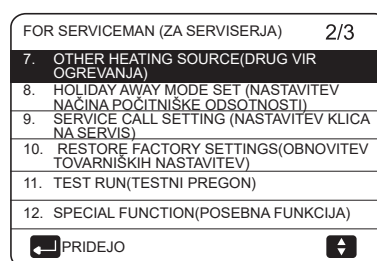 FOR SERVICEMAN (ZA SERVISERJA) 2/3
7. OTHER HEATING SOURCE(DRUG VIR
OGREVANJA)
8. HOLIDAY AWAY MODE SET (NASTAVITEV
NAČINA POČITNIŠKE ODSOTNOSTI)
9. SERVICE CALL SETTING (NASTAVITEV KLICA
NA SERVIS)
10. RESTORE FACTORY SETTINGS(OBNOVITEV
TOVARNIŠKIH NASTAVITEV)
11. TEST RUN(TESTNI PREGON)
12. SPECIAL FUNCTION(POSEBNA FUNKCIJA)
PRIDEJO